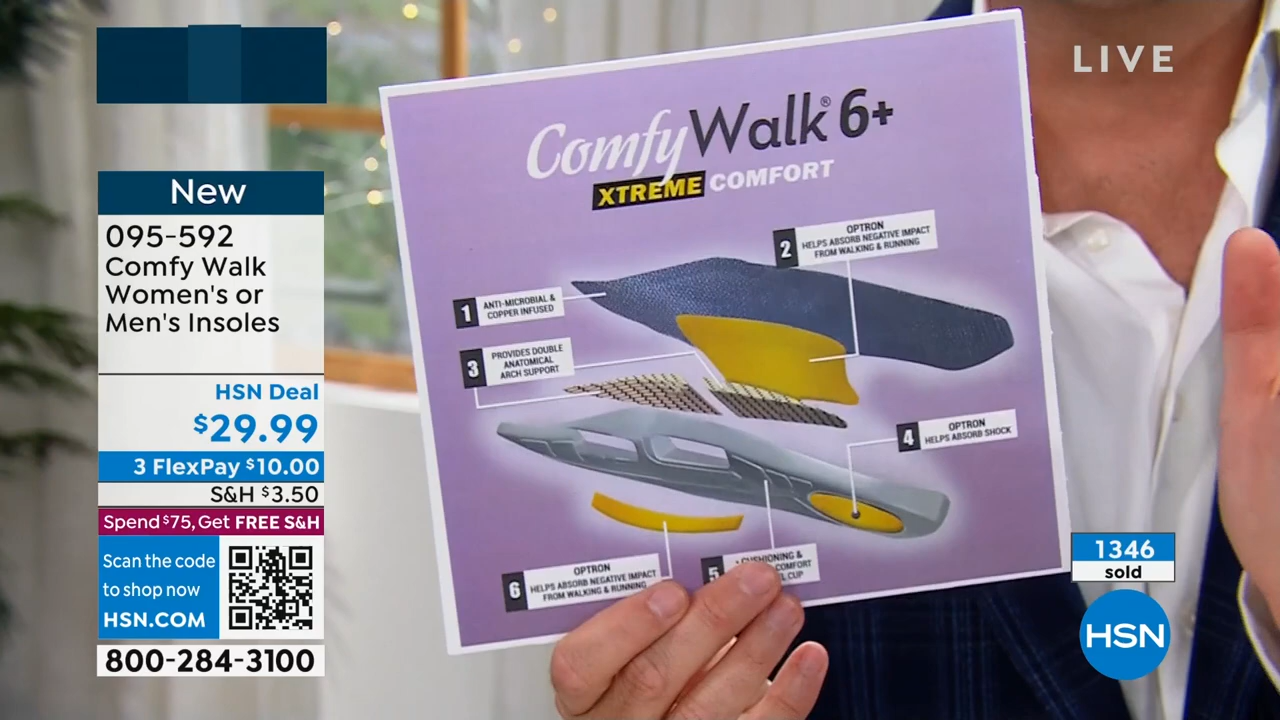 LIVE
New
095-592
Comfy Walk
Women's or
Men's Insoles
HSN Deal
$29.99
3 FlexPay $10.00
S&H $3.50
Spend $75, Get FREE S&H
Scan the code
to shop now
HSN.COM
800-284-3100
ComfyWalk® 6+
XTREME COMFORT
2
OPTRON
HELPS ABSORB NEGATIVE IMPACT
FROM WALKING & RUNNING
1
ANTI-MICROBIAL &
COPPER INFUSED
3
PROVIDES DOUBLE
ANATOMICAL
ARCH SUPPORT
4
OPTRON
HELPS ABSORB SHOCK
6
OPTRON
HELPS ABSORB NEGATIVE IMPACT
FROM WALKING & RUNNING
5
&
COMFORT
CUP
1346
sold
HSN